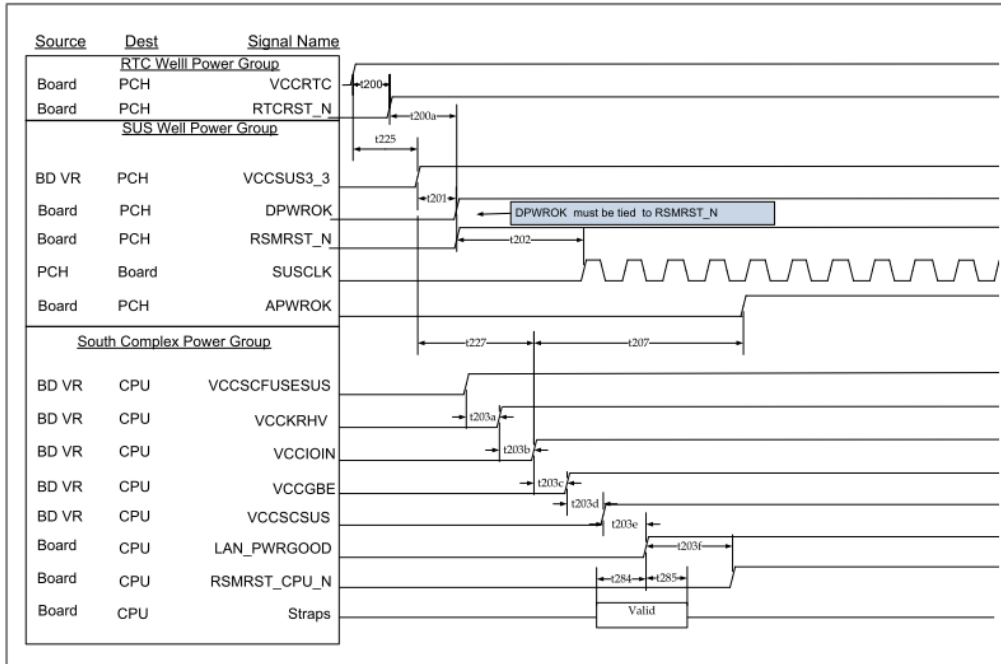 Source Dest Signal Name
RTC Welll Power Group
Board PCH VCCRTC t200
Board PCH RTCRST_N t200a
SUS Well Power Group
t225
BD VR PCH VCCSUS3_3
t201
Board PCH DPWROK DPWROK must be tied to RSMRST_N
Board PCH RSMRST_N t202
PCH Board SUSCLK
Board PCH APWROK
South Complex Power Group t227 t207
BD VR CPU VCCSCFUSESUS
BD VR CPU VCCKRHV t203a
BD VR CPU VCCIOIN t203b
BD VR CPU VCCGBE t203c
t203d
BD VR CPU VCCSCSUS
t203e
Board CPU LAN_PWRGOOD t203f
Board CPU RSMRST_CPU_N t284 t285
Board CPU Straps Valid